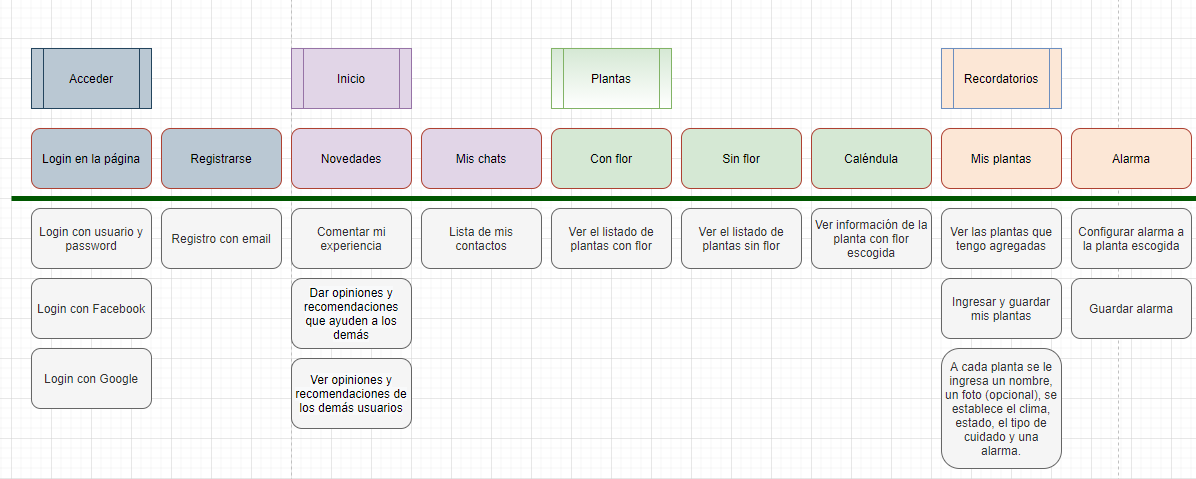 Acceder
Inicio
Plantas
Recordatorios
Login en la página
Registrarse
Novedades
Mis chats
Con flor
Sin flor
Caléndula
Mis plantas
Alarma
Login con usuario y
password
Registro con email
Comentar mi
experiencia
Lista de mis
contactos
Ver el listado de
plantas con flor
Ver el listado de
plantas sin flor
Ver información de la
planta con flor
escogida
Ver las plantas que
tengo agregadas
Configurar alarma a
la planta escogida
Login con Facebook
Dar opiniones y
recomendaciones
que ayuden a los
demás
Ingresar y guardar
mis plantas
Guardar alarma
Login con Google
Ver opiniones y
recomendaciones de
los demás usuarios
A cada planta se le
ingresa un nombre,
un foto (opcional), se
establece el clima,
estado, el tipo de
cuidado y una
alarma.